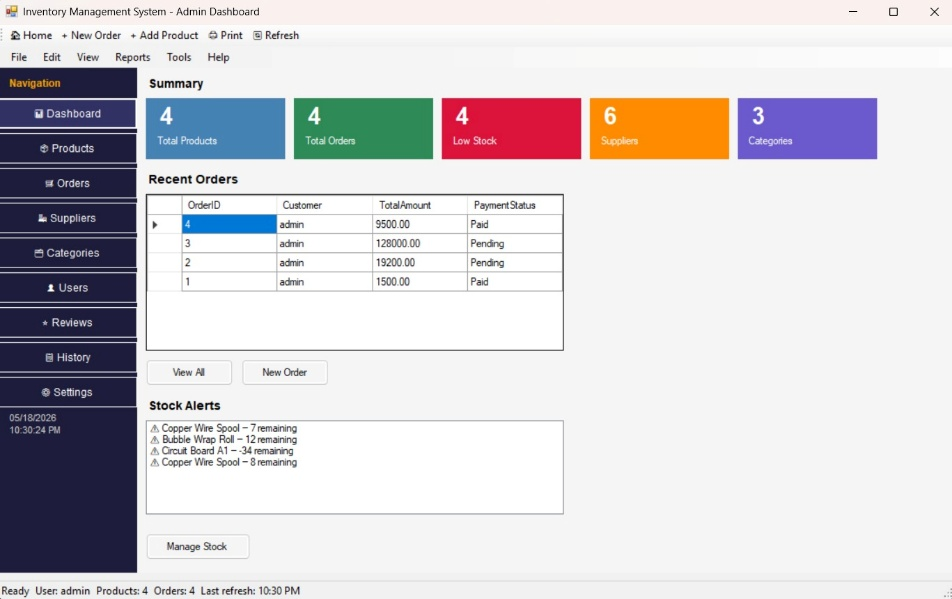 Inventory Management System - Admin Dashboard
Home + New Order + Add Product Print Refresh
File Edit View Reports Tools Help
Navigation
Dashboard
Products
Orders
Suppliers
Categories
Users
Reviews
History
Settings
05/18/2026
10:30:24 PM
Summary
4
Total Products
4
Total Orders
4
Low Stock
6
Suppliers
3
Categories
Recent Orders
OrderID Customer TotalAmount PaymentStatus
4 admin 9500.00 Paid
3 admin 128000.00 Pending
2 admin 19200.00 Pending
1 admin 1500.00 Paid
View All New Order
Stock Alerts
⚠ Copper Wire Spool – 7 remaining
⚠ Bubble Wrap Roll – 12 remaining
⚠ Circuit Board A1 – -34 remaining
⚠ Copper Wire Spool – 8 remaining
Manage Stock
Ready User: admin Products: 4 Orders: 4 Last refresh: 10:30 PM